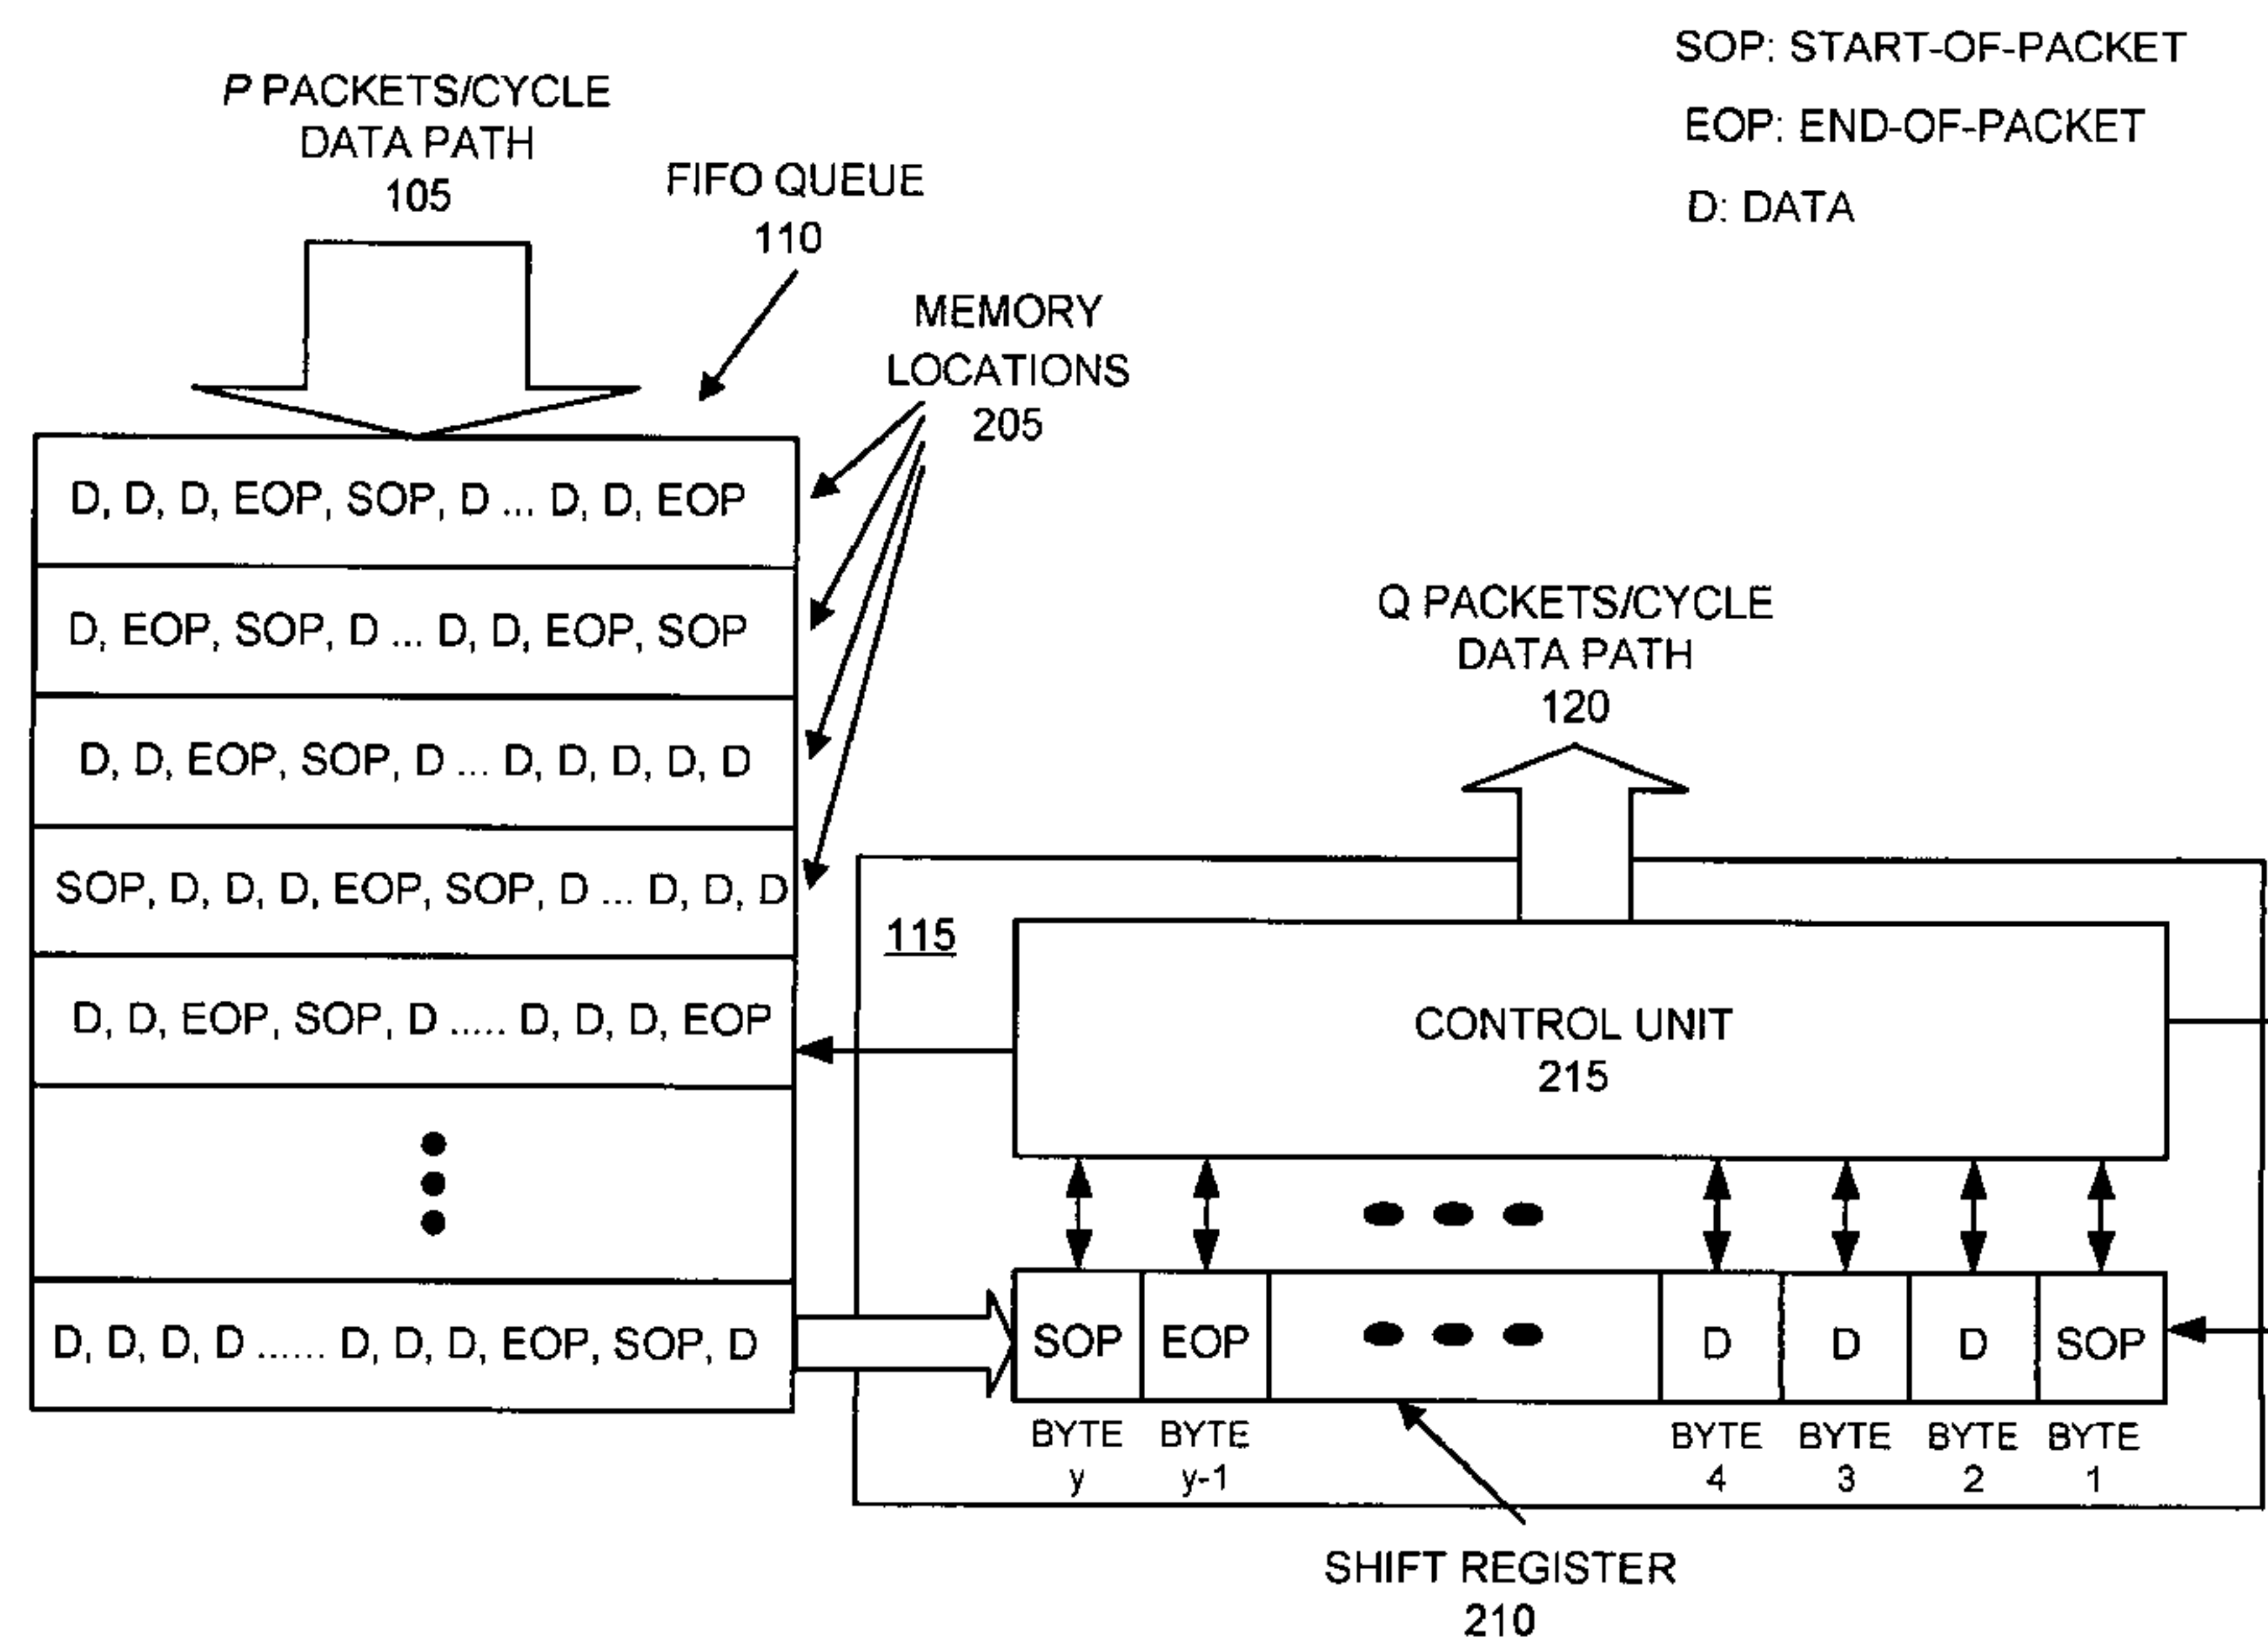 SOP: START-OF-PACKET
EOP: END-OF-PACKET
D: DATA
P PACKETS/CYCLE
DATA PATH
105
FIFO QUEUE
110
MEMORY
LOCATIONS
205
D, D, D, EOP, SOP, D ... D, D, EOP
D, EOP, SOP, D ... D, D, EOP, SOP
D, D, EOP, SOP, D ... D, D, D, D, D
SOP, D, D, D, EOP, SOP, D ... D, D, D
D, D, EOP, SOP, D ..... D, D, D, EOP
D, D, D, D ...... D, D, D, EOP, SOP, D
Q PACKETS/CYCLE
DATA PATH
120
115
CONTROL UNIT
215
SOP EOP D D D SOP
BYTE BYTE BYTE BYTE BYTE BYTE
y y-1 4 3 2 1
SHIFT REGISTER
210